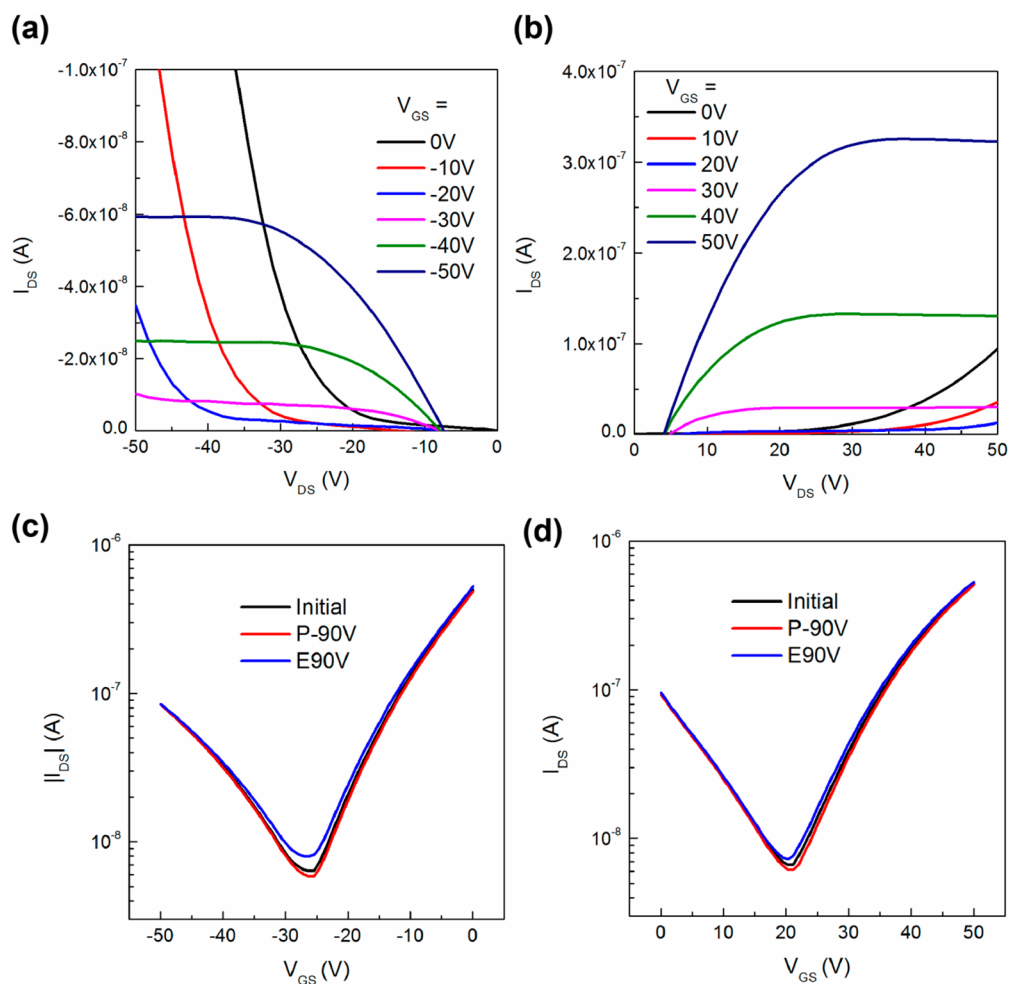 (a)
-1.0x10^-7
-8.0x10^-8
-6.0x10^-8
-4.0x10^-8
-2.0x10^-8
0.0
I_DS (A)
V_GS =
0V
-10V
-20V
-30V
-40V
-50V
-50 -40 -30 -20 -10 0
V_DS (V)
(b)
4.0x10^-7
3.0x10^-7
2.0x10^-7
1.0x10^-7
0.0
I_DS (A)
V_GS =
0V
10V
20V
30V
40V
50V
0 10 20 30 40 50
V_DS (V)
(c)
10^-6
10^-7
10^-8
|I_DS| (A)
Initial
P-90V
E90V
-50 -40 -30 -20 -10 0
V_GS (V)
(d)
10^-6
10^-7
10^-8
I_DS (A)
Initial
P-90V
E90V
0 10 20 30 40 50
V_GS (V)